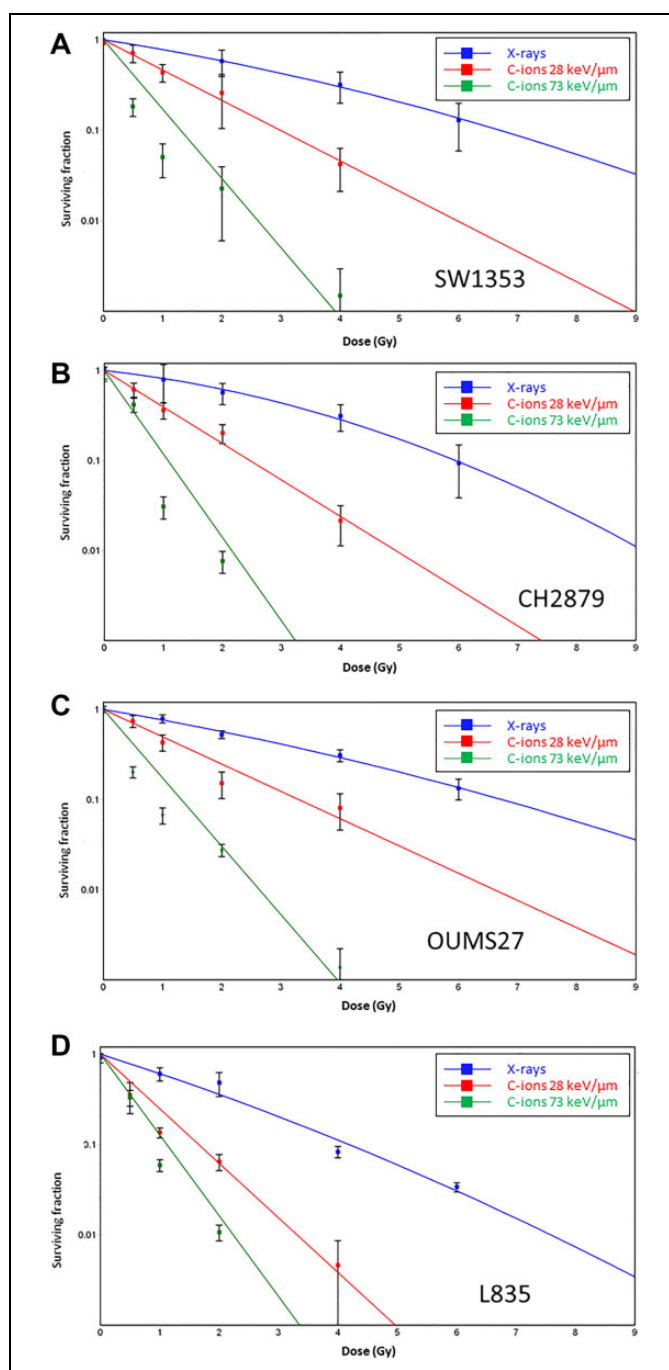 A
1
X-rays
C-ions 28 keV/μm
C-ions 73 keV/μm
0.1
Surviving fraction
0.01
SW1353
0 1 2 3 4 5 6 7 8 9
Dose (Gy)
B
1
X-rays
C-ions 28 keV/μm
C-ions 73 keV/μm
0.1
Surviving fraction
0.01
CH2879
0 1 2 3 4 5 6 7 8 9
Dose (Gy)
C
1
X-rays
C-ions 28 keV/μm
C-ions 73 keV/μm
0.1
Surviving fraction
0.01
OUMS27
0 1 2 3 4 5 6 7 8 9
Dose (Gy)
D
1
X-rays
C-ions 28 keV/μm
C-ions 73 keV/μm
0.1
Surviving fraction
0.01
L835
0 1 2 3 4 5 6 7 8 9
Dose (Gy)